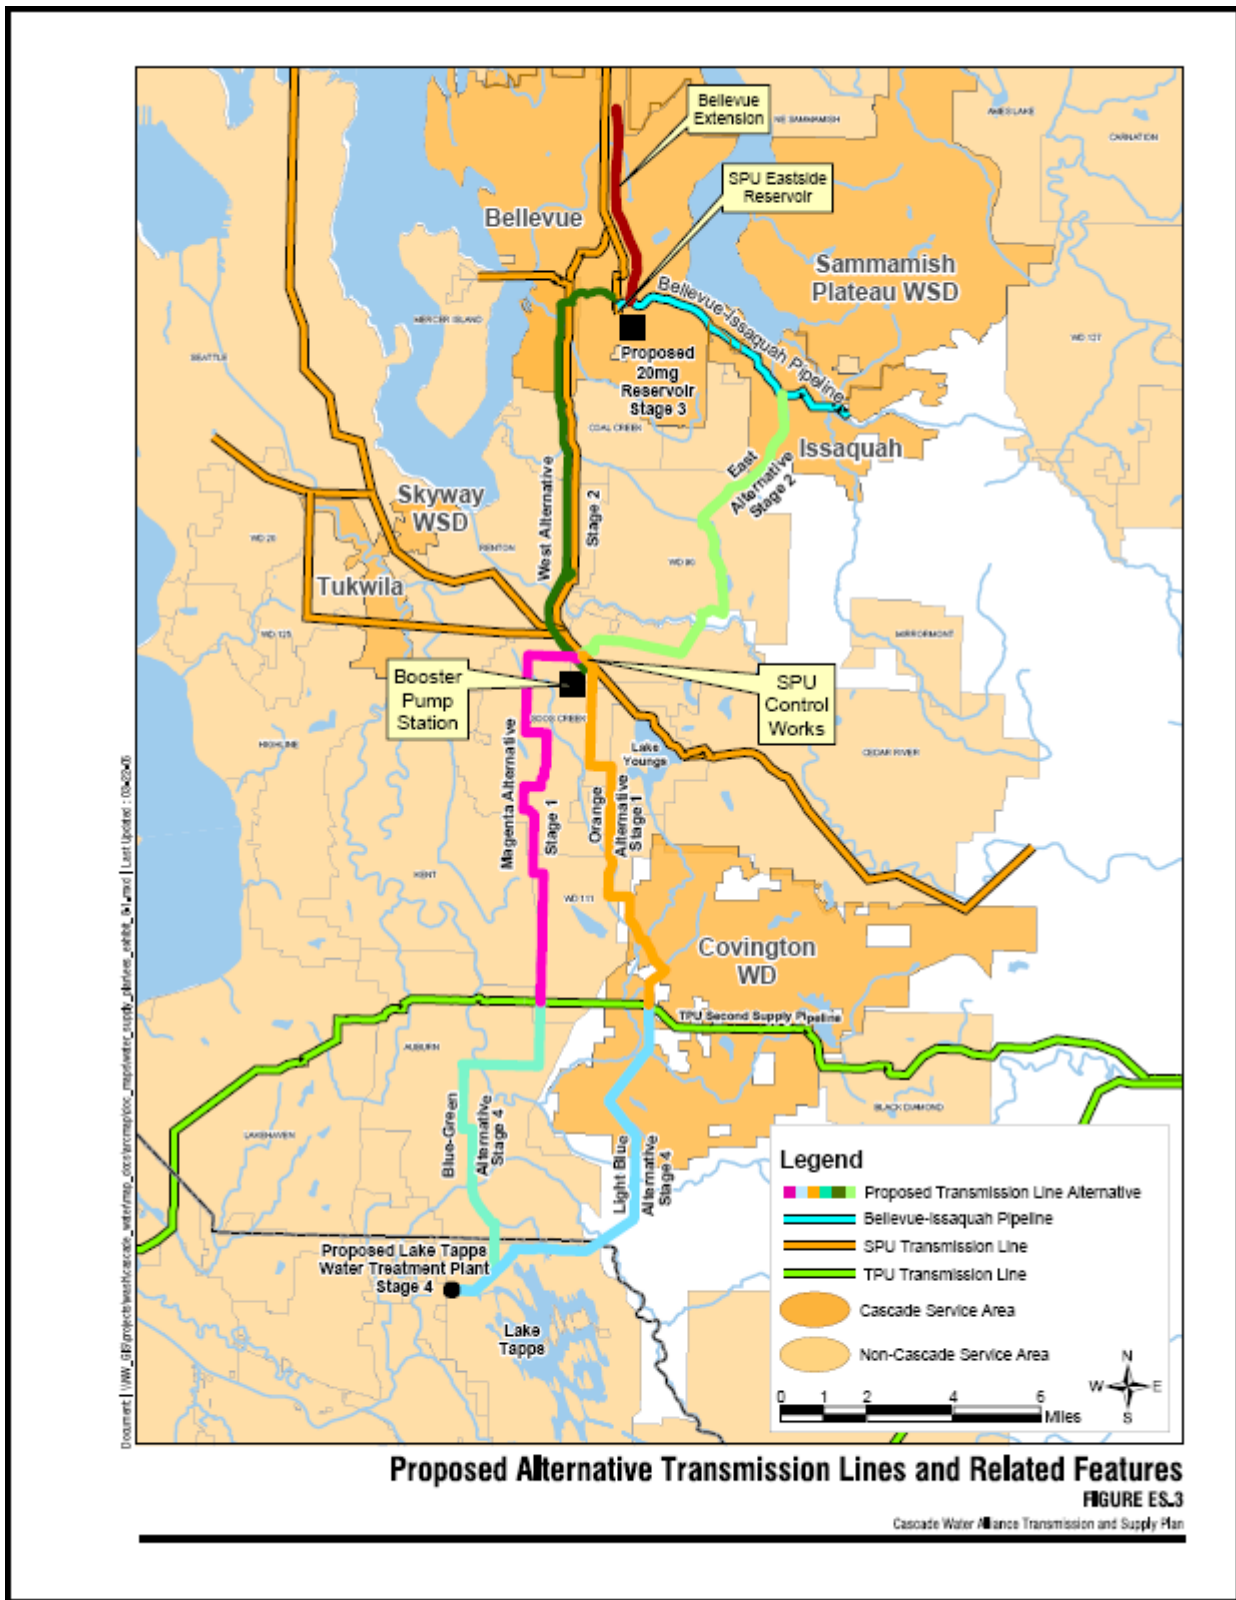 Bellevue
Extension
NE SAMMAMISH
AMES LAKE
CARNATION
SPU Eastside
Reservoir
Bellevue
Sammamish
Plateau WSD
Bellevue-Issaquah Pipeline
MERCER ISLAND
SEATTLE
WD 127
Proposed
20mg
Reservoir
Stage 3
COAL CREEK
Issaquah
East
Alternative
Stage 2
West Alternative
Stage 2
Skyway
WSD
RENTON
WD 20
WD 90
Tukwila
WD 125
MIRRORMONT
Booster
Pump
Station
SPU
Control
Works
SOOS CREEK
HIGHLINE
Lake
Youngs
CEDAR RIVER
Magenta Alternative
Stage 1
Orange
Alternative
Stage 1
KENT
WD 111
Covington
WD
TPU Second Supply Pipeline
AUBURN
BLACK DIAMOND
LAKEHAVEN
Blue-Green
Alternative
Stage 4
Light Blue
Alternative
Stage 4
Proposed Lake Tapps
Water Treatment Plant
Stage 4
Lake
Tapps
Legend
Proposed Transmission Line Alternative
Bellevue-Issaquah Pipeline
SPU Transmission Line
TPU Transmission Line
Cascade Service Area
Non-Cascade Service Area
N
W E
S
0 1 2 4 6
Miles
Proposed Alternative Transmission Lines and Related Features
FIGURE ES.3
Cascade Water Alliance Transmission and Supply Plan